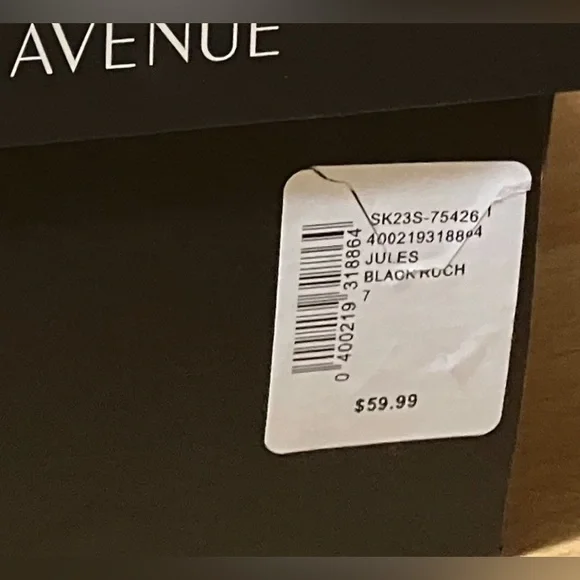 AVENUE
SK23S-75426
JULES
BLACK RUCH
7
0 400219 318864
$59.99